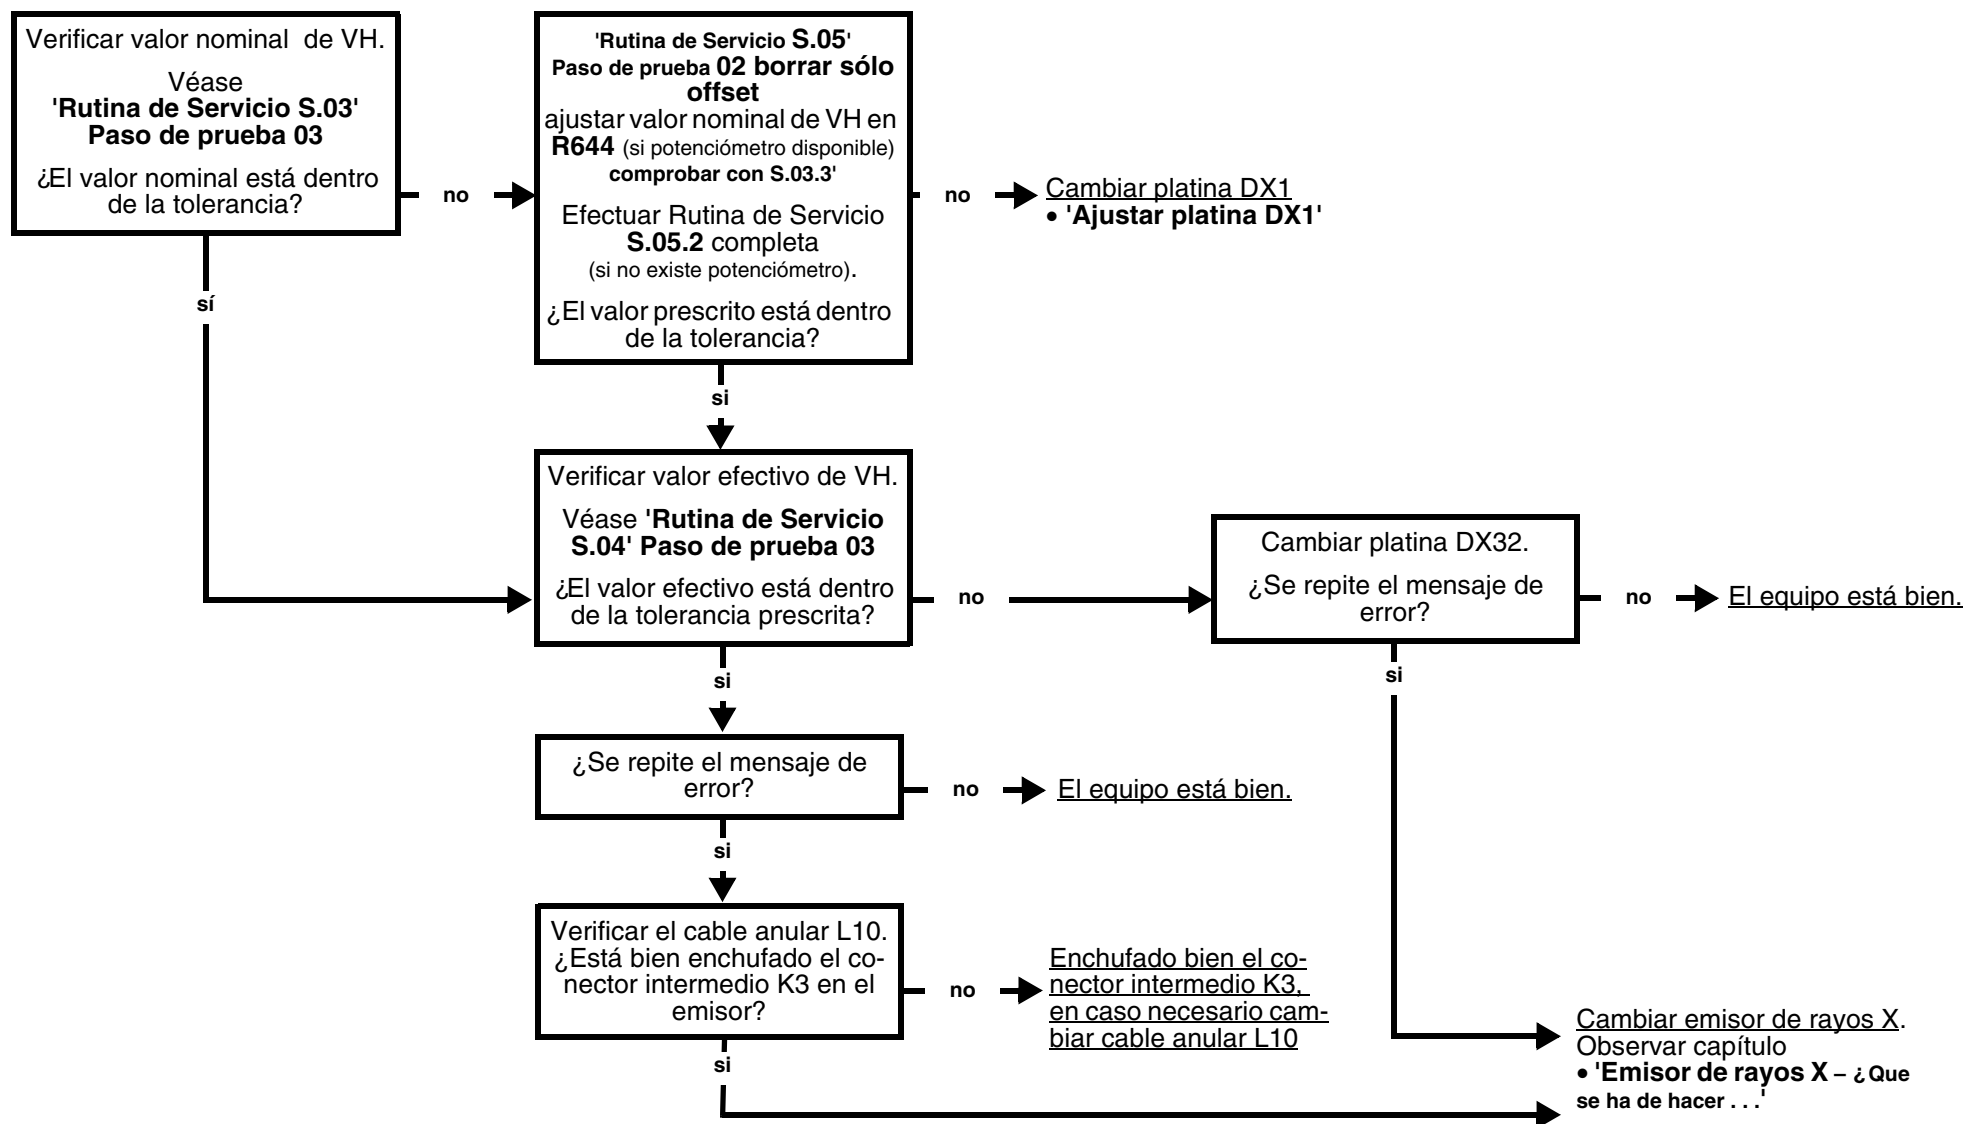 Verificar valor nominal de VH.
Véase
'Rutina de Servicio S.03'
Paso de prueba 03
¿El valor nominal está dentro
de la tolerancia?
no
sí
'Rutina de Servicio S.05'
Paso de prueba 02 borrar sólo
offset
ajustar valor nominal de VH en
R644 (si potenciómetro disponible)
comprobar con S.03.3'
Efectuar Rutina de Servicio
S.05.2 completa
(si no existe potenciómetro).
¿El valor prescrito está dentro
de la tolerancia?
no
Cambiar platina DX1
• 'Ajustar platina DX1'
si
Verificar valor efectivo de VH.
Véase 'Rutina de Servicio
S.04' Paso de prueba 03
¿El valor efectivo está dentro
de la tolerancia prescrita?
no
Cambiar platina DX32.
¿Se repite el mensaje de
error?
no
El equipo está bien.
si
si
¿Se repite el mensaje de
error?
no
El equipo está bien.
si
Verificar el cable anular L10.
¿Está bien enchufado el co-
nector intermedio K3 en el
emisor?
no
Enchufado bien el co-
nector intermedio K3,
en caso necesario cam-
biar cable anular L10
si
Cambiar emisor de rayos X.
Observar capítulo
• 'Emisor de rayos X – ¿Que
se ha de hacer . . .'